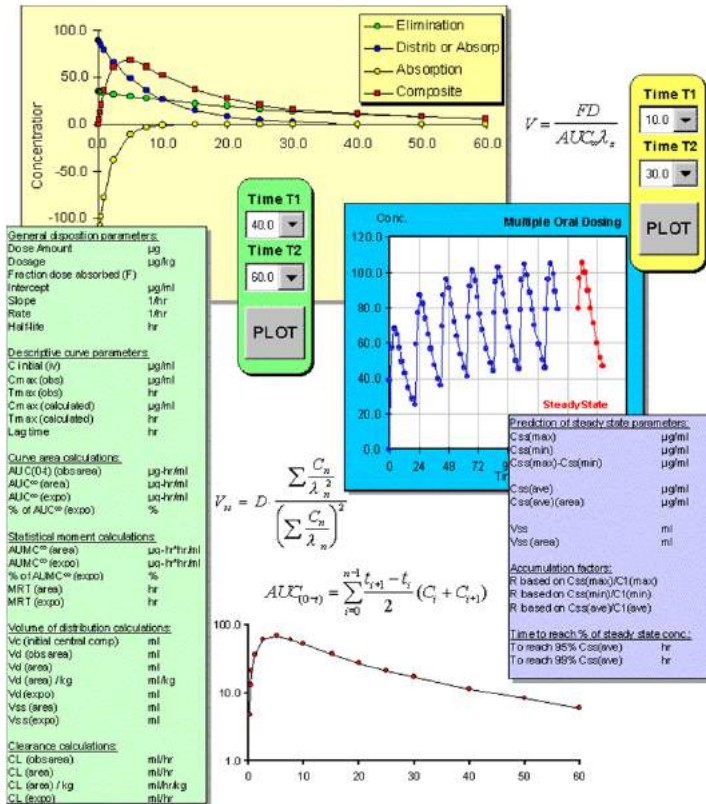 100.0
50.0
0.0
-50.0
-100.0
Concentration
0.0 10.0 20.0 30.0 40.0 50.0 60.0
Elimination
Distrib or Absorp
Absorption
Composite
V = FD / AUC∞λz
Time T1
10.0
Time T2
30.0
PLOT
Time T1
40.0
Time T2
60.0
PLOT
Conc.
Multiple Oral Dosing
120.0
100.0
80.0
60.0
40.0
20.0
0.0
0 24 48 72
SteadyState
General disposition parameters:
Dose Amount µg
Dosage µg/kg
Fraction dose absorbed (F)
Intercept µg/ml
Slope 1/hr
Rate 1/hr
Half-life hr
Descriptive curve parameters:
C initial (iv) µg/ml
Cmax (obs) µg/ml
Tmax (obs) hr
Cmax (calculated) µg/ml
Tmax (calculated) hr
Lag time hr
Curve area calculations:
AUC(0-t) (obs area) µg-hr/ml
AUC∞ (area) µg-hr/ml
AUC∞ (expo) µg-hr/ml
% of AUC∞ (expo) %
Statistical moment calculations:
AUMC∞ (area) µg-hr*hr/ml
AUMC∞ (expo) µg-hr*hr/ml
% of AUMC∞ (expo) %
MRT (area) hr
MRT (expo) hr
Volume of distribution calculations:
Vc (initial central comp) ml
Vd (obs area) ml
Vd (area) ml
Vd (area) /kg ml/kg
Vd (expo) ml
Vss (area) ml
Vss (expo) ml
Clearance calculations:
CL (obs area) ml/hr
CL (area) ml/hr
CL (area) / kg ml/hr/kg
CL (expo) ml/hr
Prediction of steady state parameters:
Css(max) µg/ml
Css(min) µg/ml
Css(max)-Css(min) µg/ml
Css(ave) µg/ml
Css(ave)(area) µg/ml
Vss ml
Vss (area) ml
Accumulation factors:
R based on Css(max)/C1(max)
R based on Css(min)/C1(min)
R based on Css(ave)/C1(ave)
Time to reach % of steady state conc.:
To reach 95% Css(ave) hr
To reach 99% Css(ave) hr
= D · ∑ Cn/λn² / (∑ Cn/λn)²
AUC(0-t) = ∑ i=0 n-1 (ti+1 − ti)/2 (Ci + Ci+1)
100.0
10.0
1.0
0 10 20 30 40 50 60